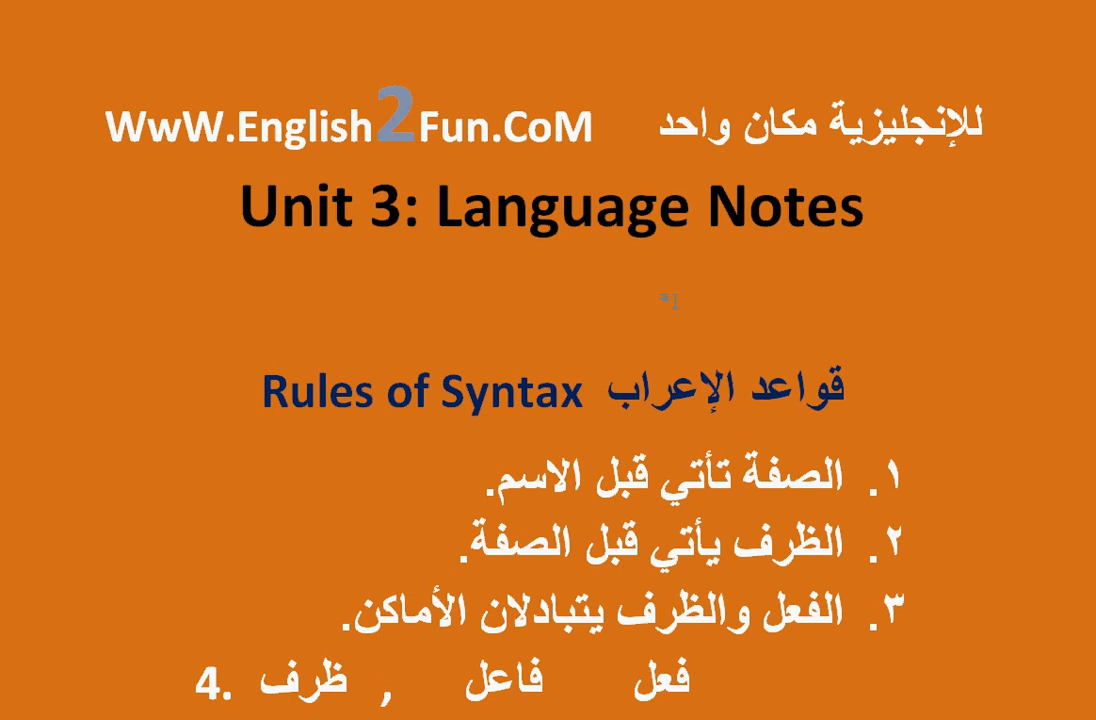 WwW.English2Fun.CoM للإنجليزية مكان واحد
Unit 3: Language Notes
Rules of Syntax قواعد الإعراب
١. الصفة تأتي قبل الاسم.
٢. الظرف يأتي قبل الصفة.
٣. الفعل والظرف يتبادلان الأماكن.
4. ظرف , فاعل فعل